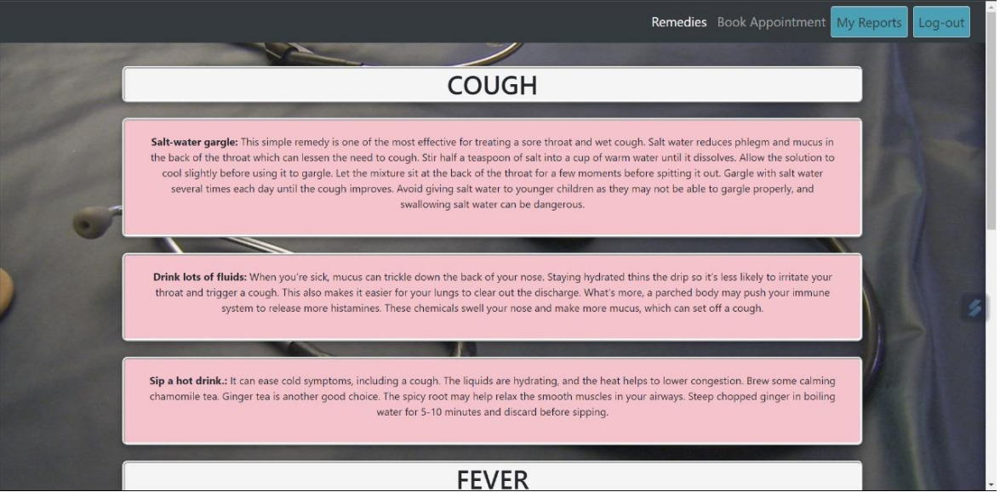 Remedies Book Appointment My Reports Log-out
COUGH
Salt-water gargle: This simple remedy is one of the most effective for treating a sore throat and wet cough. Salt water reduces phlegm and mucus in
the back of the throat which can lessen the need to cough. Stir half a teaspoon of salt into a cup of warm water until it dissolves. Allow the solution to
cool slightly before using it to gargle. Let the mixture sit at the back of the throat for a few moments before spitting it out. Gargle with salt water
several times each day until the cough improves. Avoid giving salt water to younger children as they may not be able to gargle properly, and
swallowing salt water can be dangerous.
Drink lots of fluids: When you're sick, mucus can trickle down the back of your nose. Staying hydrated thins the drip so it's less likely to irritate your
throat and trigger a cough. This also makes it easier for your lungs to clear out the discharge. What's more, a parched body may push your immune
system to release more histamines. These chemicals swell your nose and make more mucus, which can set off a cough.
Sip a hot drink.: It can ease cold symptoms, including a cough. The liquids are hydrating, and the heat helps to lower congestion. Brew some calming
chamomile tea. Ginger tea is another good choice. The spicy root may help relax the smooth muscles in your airways. Steep chopped ginger in boiling
water for 5-10 minutes and discard before sipping.
FEVER